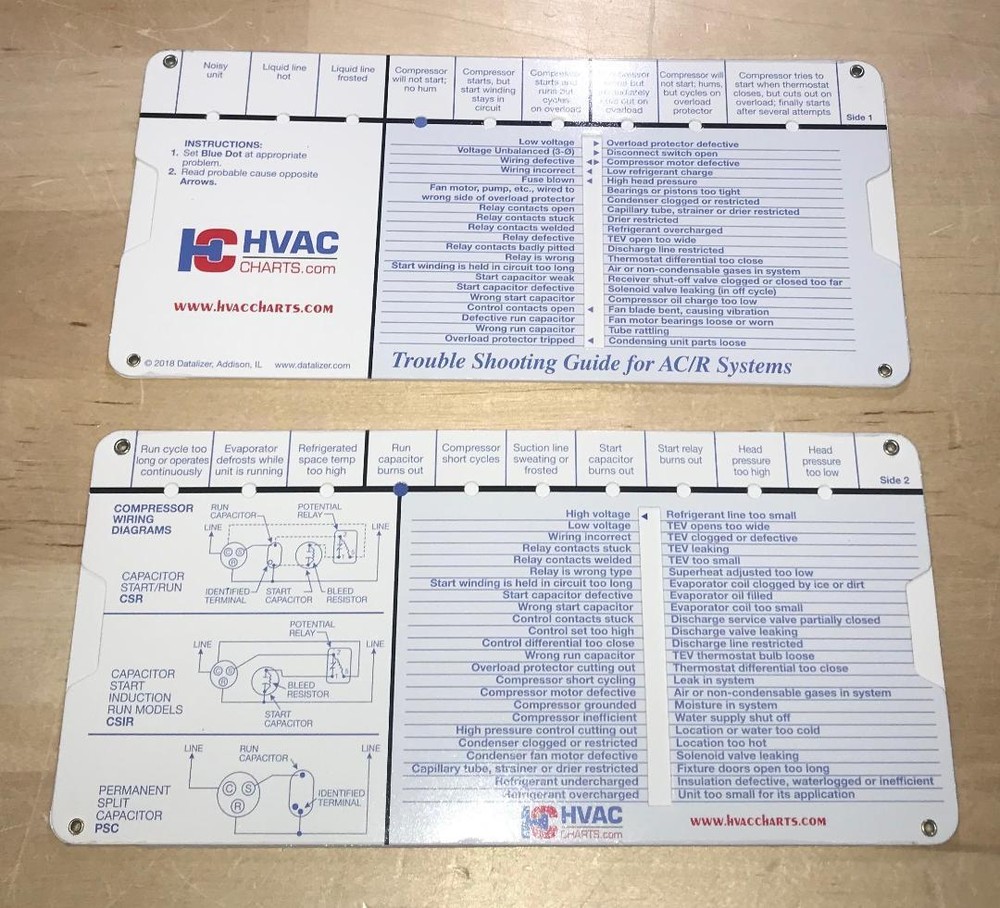 Noisy
unit
Liquid line
hot
Liquid line
frosted
Compressor
will not start;
no hum
Compressor
starts, but
start winding
stays in
circuit
Compressor
starts and
runs but
cycles
on overload
but
immediately
cut out on
overload
Compressor will
not start; hums,
but cycles on
overload
protector
Compressor tries to
start when thermostat
closes, but cuts out on
overload; finally starts
after several attempts
Side 1
INSTRUCTIONS:
1. Set Blue Dot at appropriate
problem.
2. Read probable cause opposite
Arrows.
HC HVAC
CHARTS.com
WWW.HVACCHARTS.COM
© 2018 Datalizer, Addison, IL www.datalizer.com
Low voltage
Voltage Unbalanced (3-Ø)
Wiring defective
Wiring incorrect
Fuse blown
Fan motor, pump, etc., wired to
wrong side of overload protector
Relay contacts open
Relay contacts stuck
Relay contacts welded
Relay defective
Relay contacts badly pitted
Relay is wrong
Start winding is held in circuit too long
Start capacitor weak
Start capacitor defective
Wrong start capacitor
Control contacts open
Defective run capacitor
Wrong run capacitor
Overload protector tripped
Overload protector defective
Disconnect switch open
Compressor motor defective
Low refrigerant charge
High head pressure
Bearings or pistons too tight
Condenser clogged or restricted
Capillary tube, strainer or drier restricted
Drier restricted
Refrigerant overcharged
TEV open too wide
Discharge line restricted
Thermostat differential too close
Air or non-condensable gases in system
Receiver shut-off valve clogged or closed too far
Solenoid valve leaking (in off cycle)
Compressor oil charge too low
Fan blade bent, causing vibration
Fan motor bearings loose or worn
Tube rattling
Condensing unit parts loose
Trouble Shooting Guide for AC/R Systems
Run cycle too
long or operates
continuously
Evaporator
defrosts while
unit is running
Refrigerated
space temp
too high
Run
capacitor
burns out
Compressor
short cycles
Suction line
sweating or
frosted
Start
capacitor
burns out
Start relay
burns out
Head
pressure
too high
Head
pressure
too low
Side 2
COMPRESSOR
WIRING
DIAGRAMS
RUN
CAPACITOR
POTENTIAL
RELAY
LINE
LINE
C S
R
CAPACITOR
START/RUN
CSR
IDENTIFIED
TERMINAL
START
CAPACITOR
BLEED
RESISTOR
POTENTIAL
RELAY
LINE
LINE
C S
R
CAPACITOR
START
INDUCTION
RUN MODELS
CSIR
BLEED
RESISTOR
START
CAPACITOR
LINE
RUN
CAPACITOR
LINE
C S
R
PERMANENT
SPLIT
CAPACITOR
PSC
IDENTIFIED
TERMINAL
High voltage
Low voltage
Wiring incorrect
Relay contacts stuck
Relay contacts welded
Relay is wrong type
Start winding is held in circuit too long
Start capacitor defective
Wrong start capacitor
Control contacts stuck
Control set too high
Control differential too close
Wrong run capacitor
Overload protector cutting out
Compressor short cycling
Compressor motor defective
Compressor grounded
Compressor inefficient
High pressure control cutting out
Condenser clogged or restricted
Condenser fan motor defective
Capillary tube, strainer or drier restricted
Refrigerant undercharged
Refrigerant overcharged
Refrigerant line too small
TEV opens too wide
TEV clogged or defective
TEV leaking
TEV too small
Superheat adjusted too low
Evaporator coil clogged by ice or dirt
Evaporator oil filled
Evaporator coil too small
Discharge service valve partially closed
Discharge valve leaking
Discharge line restricted
TEV thermostat bulb loose
Thermostat differential too close
Leak in system
Air or non-condensable gases in system
Moisture in system
Water supply shut off
Location or water too cold
Location too hot
Solenoid valve leaking
Fixture doors open too long
Insulation defective, waterlogged or inefficient
Unit too small for its application
HC HVAC
CHARTS.com
WWW.HVACCHARTS.COM